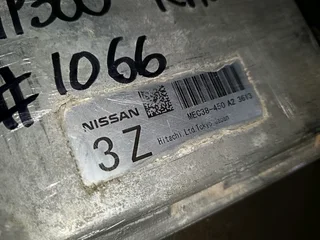 #1066
NISSAN
MEC38-450 A2 3603
3Z
Hitachi Ltd.Tokyo Japan